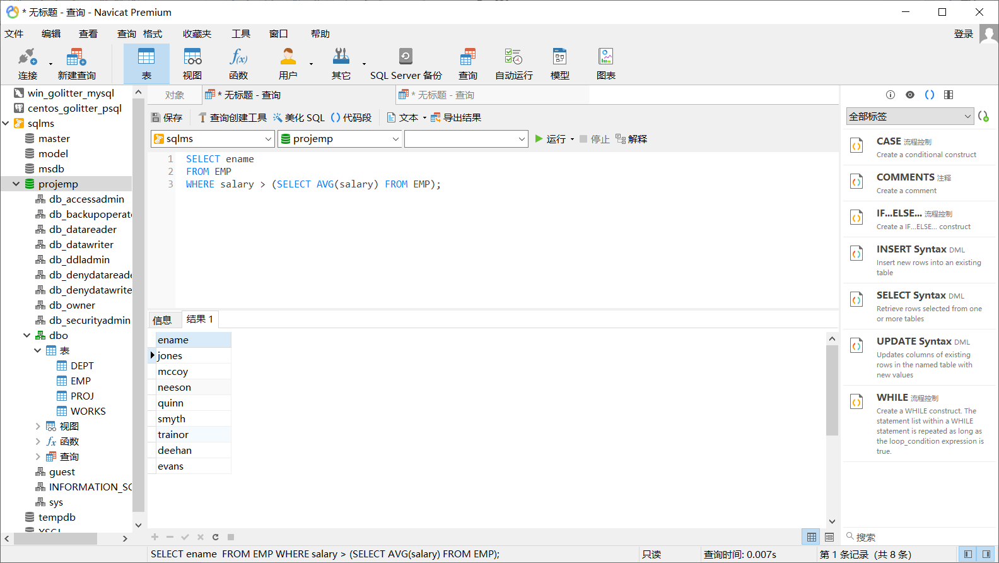 * 无标题 - 查询 - Navicat Premium
文件 编辑 查看 查询 格式 收藏夹 工具 窗口 帮助 登录
连接 新建查询 表 视图 函数 用户 其它 SQL Server 备份 查询 自动运行 模型 图表
win_golitter_mysql
centos_golitter_psql
sqlms
master
model
msdb
projemp
db_accessadmin
db_backupoperat
db_datareader
db_datawriter
db_ddladmin
db_denydatareade
db_denydatawrite
db_owner
db_securityadmin
dbo
表
DEPT
EMP
PROJ
WORKS
视图
函数
查询
guest
INFORMATION_SC
sys
tempdb
对象 * 无标题 - 查询 * 无标题 - 查询
保存 查询创建工具 美化 SQL 代码段 文本 导出结果
sqlms projemp 运行 停止 解释
1 SELECT ename
2 FROM EMP
3 WHERE salary > (SELECT AVG(salary) FROM EMP);
信息 结果 1
ename
jones
mccoy
neeson
quinn
smyth
trainor
deehan
evans
SELECT ename  FROM EMP WHERE salary > (SELECT AVG(salary) FROM EMP); 只读 查询时间: 0.007s 第 1 条记录 (共 8 条)
全部标签
CASE 流程控制
Create a conditional construct
COMMENTS 注释
Create a comment
IF...ELSE... 流程控制
Create a IF...ELSE... construct
INSERT Syntax DML
Insert new rows into an existing
table
SELECT Syntax DML
Retrieve rows selected from one
or more tables
UPDATE Syntax DML
Updates columns of existing
rows in the named table with
new values
WHILE 流程控制
Create a WHILE construct. The
statement list within a WHILE
statement is repeated as long as
the loop_condition expression is
true.
搜索